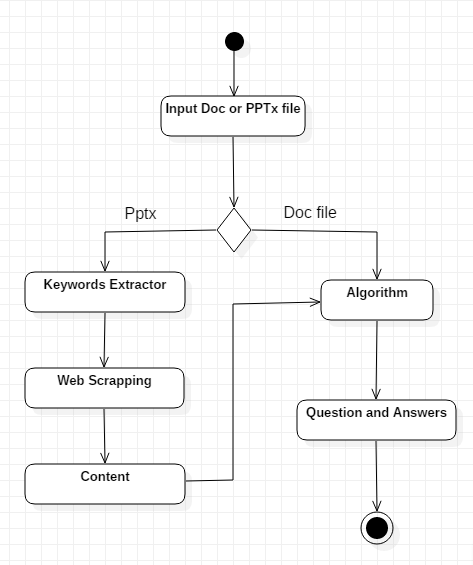 Input Doc or PPTx file
Pptx
Doc file
Keywords Extractor
Algorithm
Web Scrapping
Question and Answers
Content